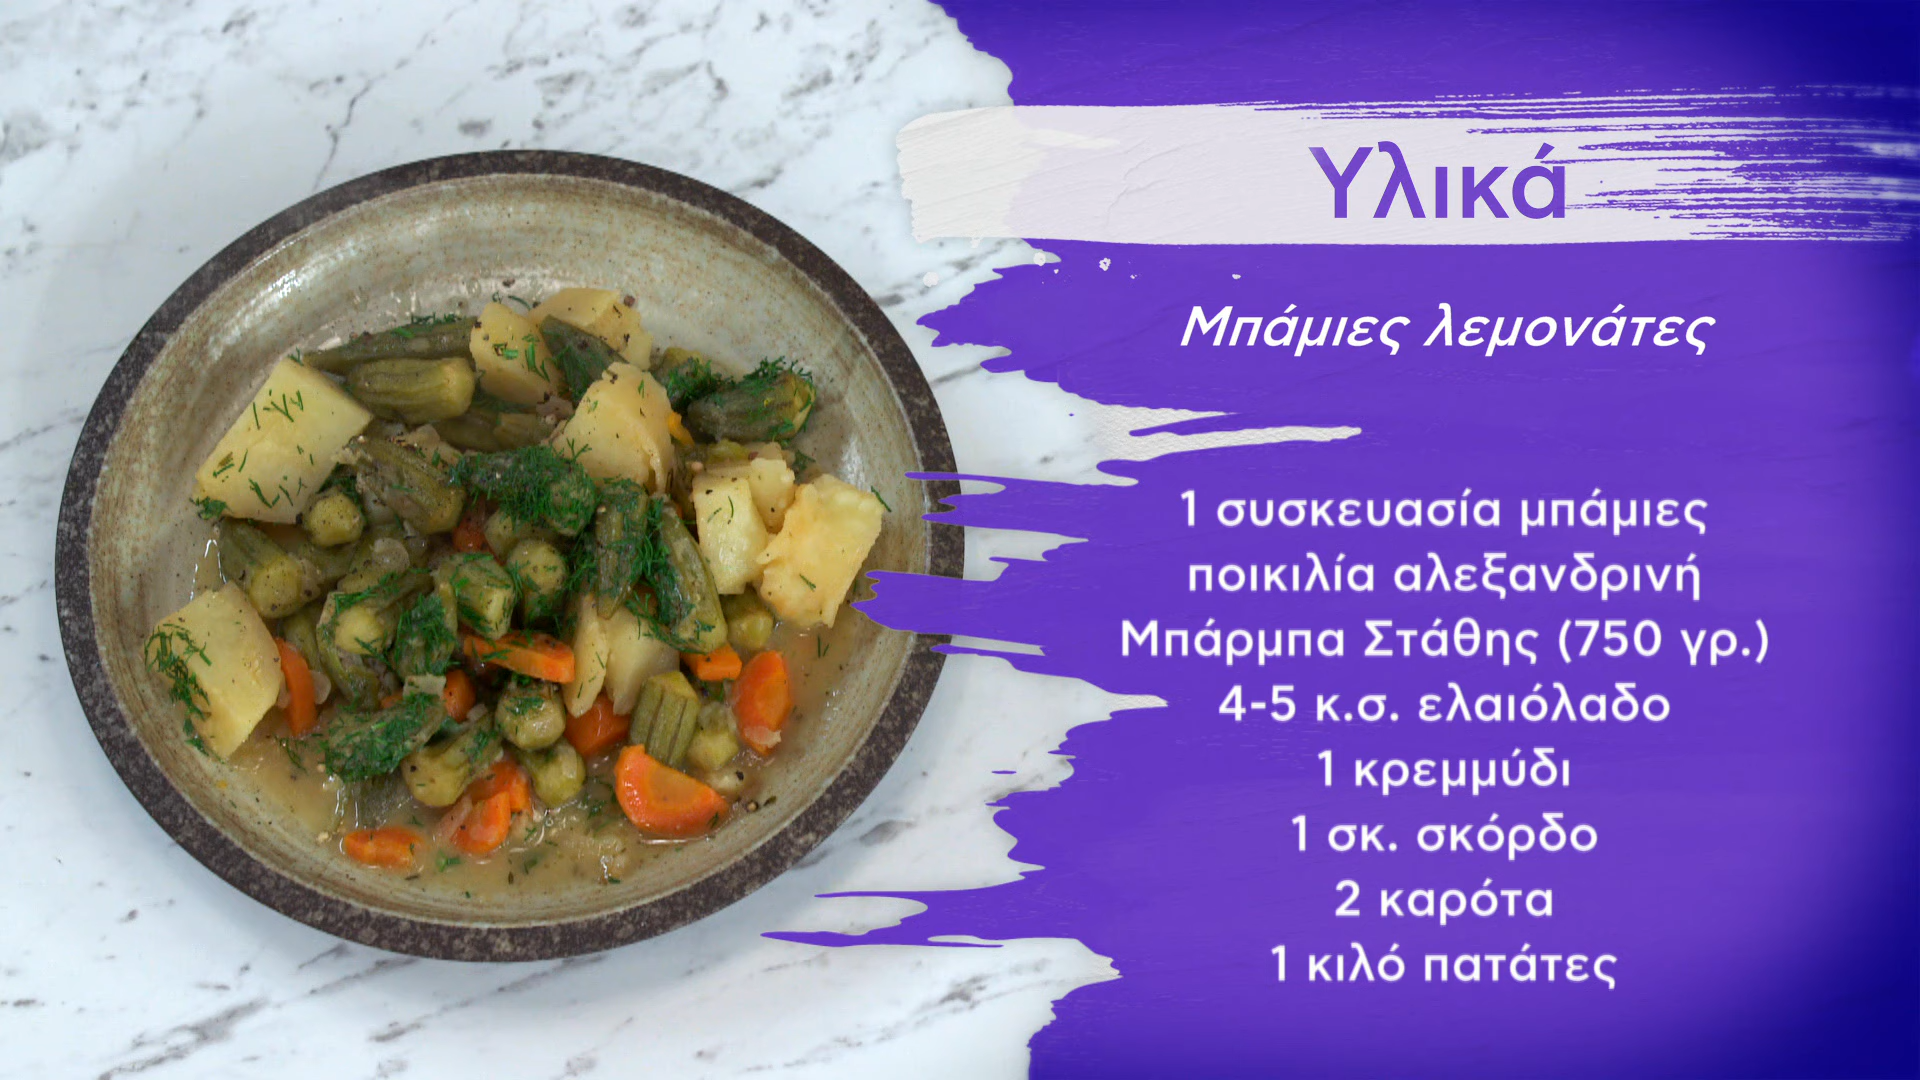 Υλικά
Μπάμιες λεμονάτες
1 συσκευασία μπάμιες
ποικιλία αλεξανδρινή
Μπάρμπα Στάθης (750 γρ.)
4-5 κ.σ. ελαιόλαδο
1 κρεμμύδι
1 σκ. σκόρδο
2 καρότα
1 κιλό πατάτες